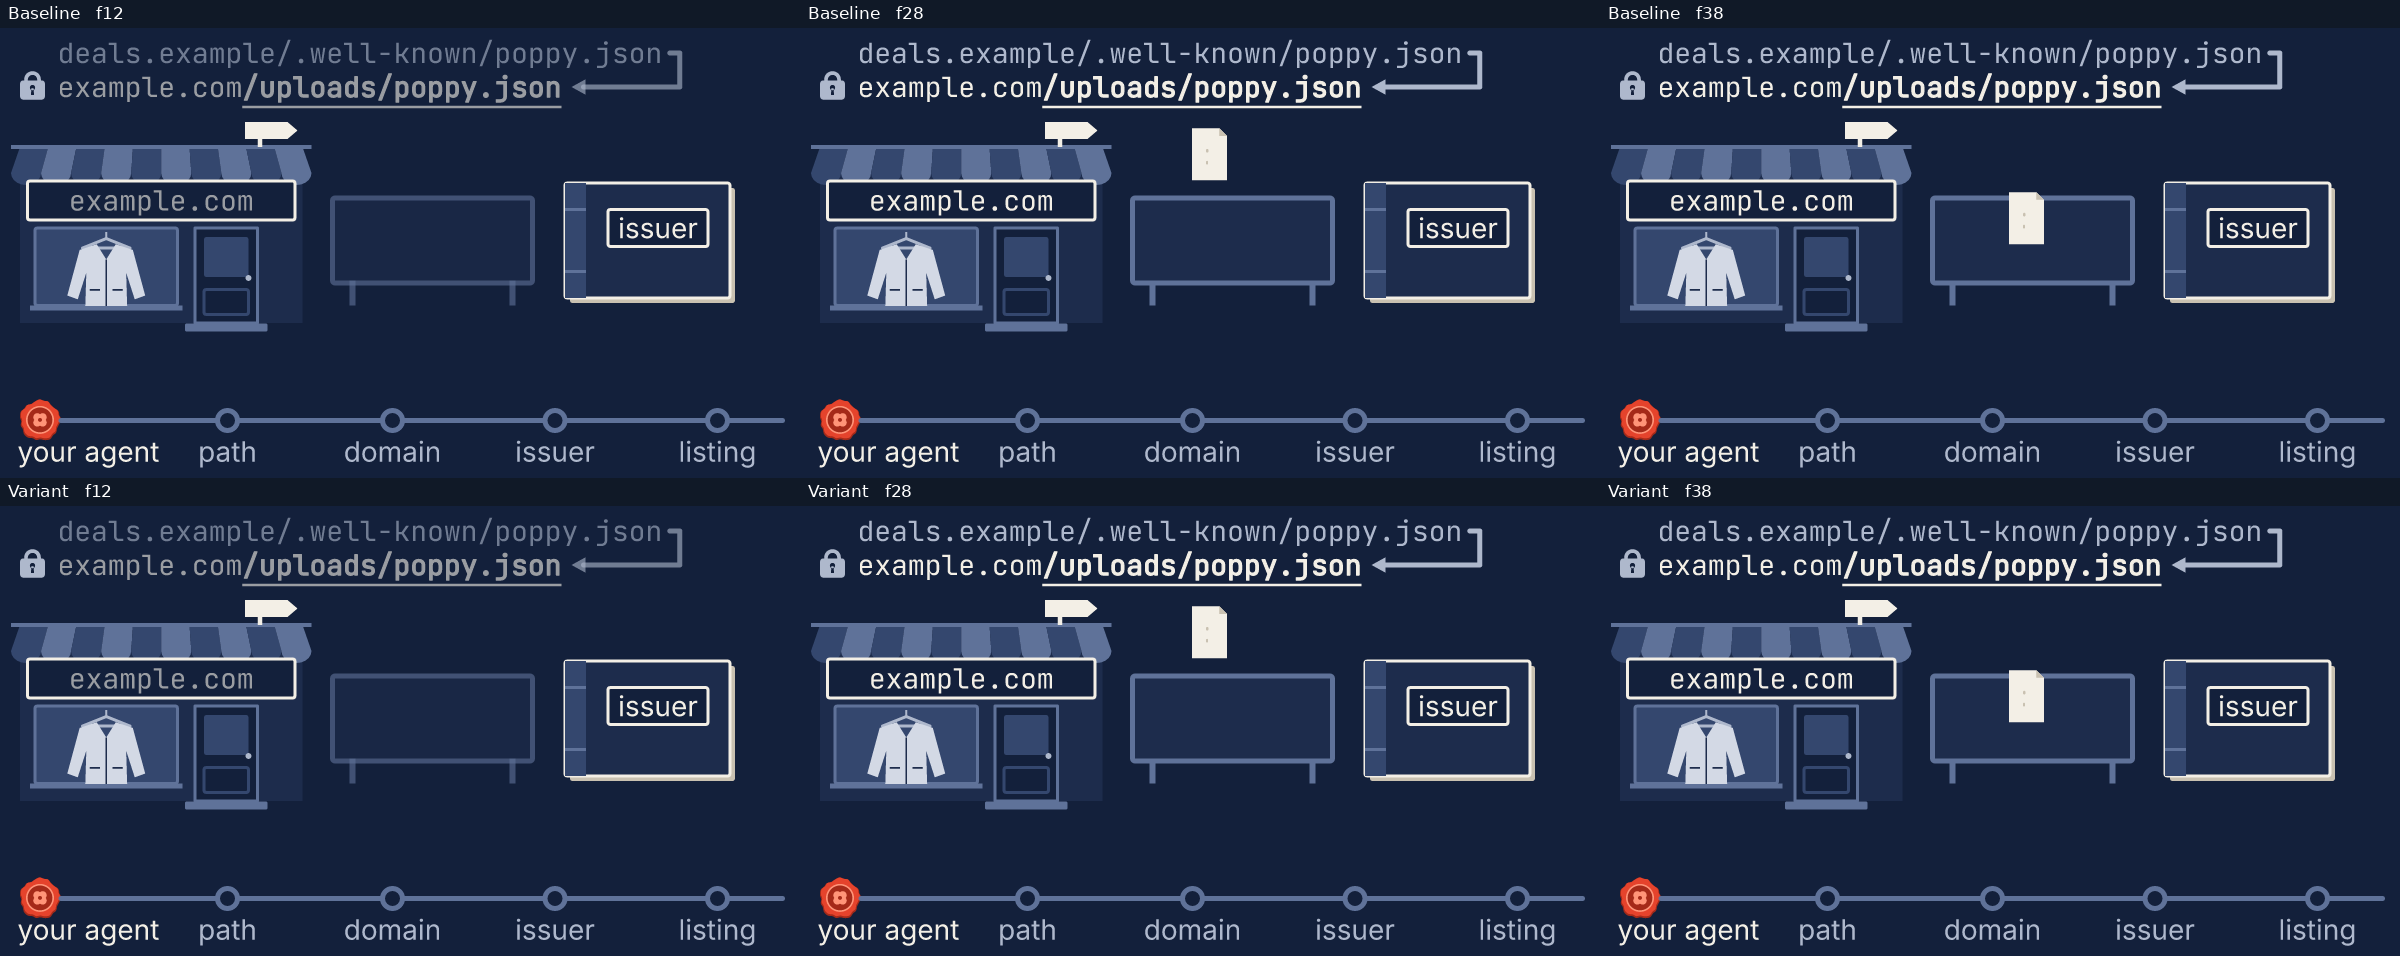 Baseline f12
deals.example/.well-known/poppy.json
example.com/uploads/poppy.json
example.com
issuer
your agent path domain issuer listing
Baseline f28
deals.example/.well-known/poppy.json
example.com/uploads/poppy.json
example.com
issuer
your agent path domain issuer listing
Baseline f38
deals.example/.well-known/poppy.json
example.com/uploads/poppy.json
example.com
issuer
your agent path domain issuer listing
Variant f12
deals.example/.well-known/poppy.json
example.com/uploads/poppy.json
example.com
issuer
your agent path domain issuer listing
Variant f28
deals.example/.well-known/poppy.json
example.com/uploads/poppy.json
example.com
issuer
your agent path domain issuer listing
Variant f38
deals.example/.well-known/poppy.json
example.com/uploads/poppy.json
example.com
issuer
your agent path domain issuer listing